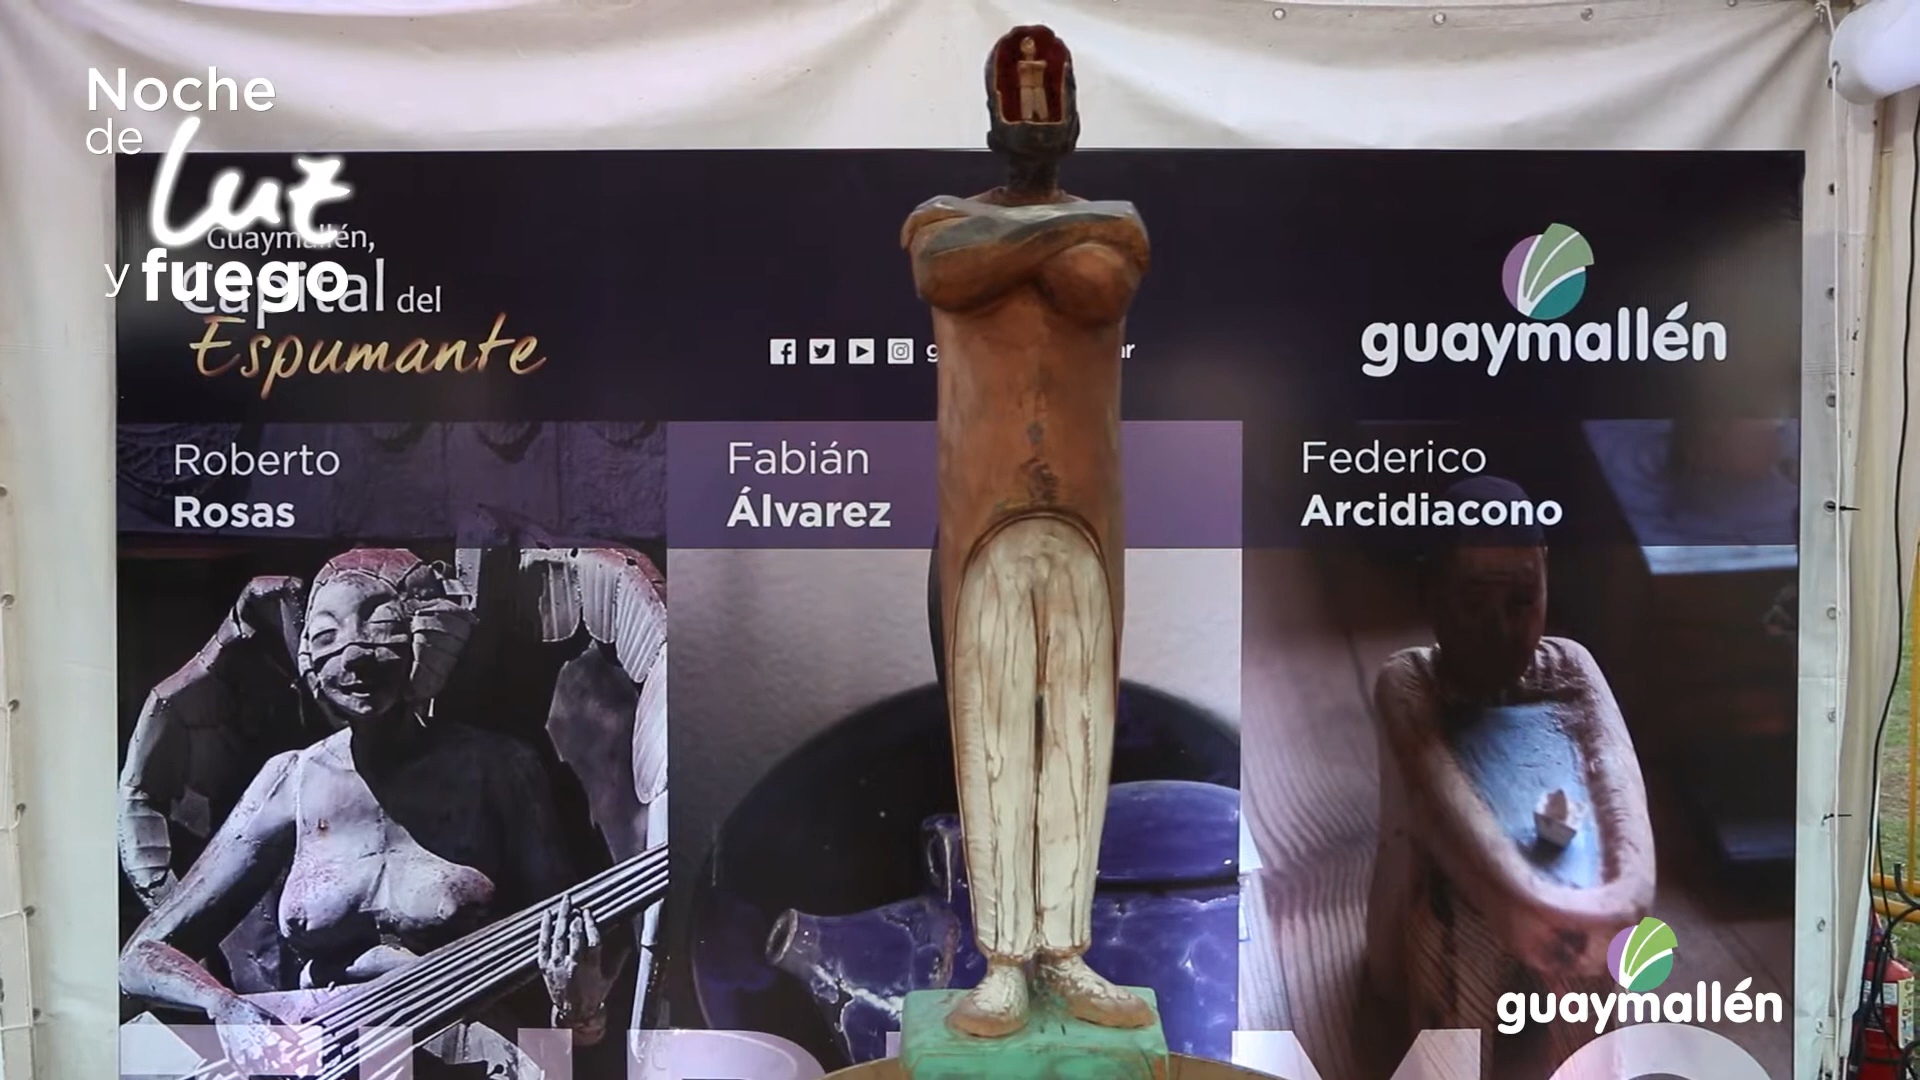 Noche
de
Luz
y fuego
Guaymallén,
Capital del
Espumante
guaymallén
Roberto
Rosas
Fabián
Álvarez
Federico
Arcidiacono
guaymallén